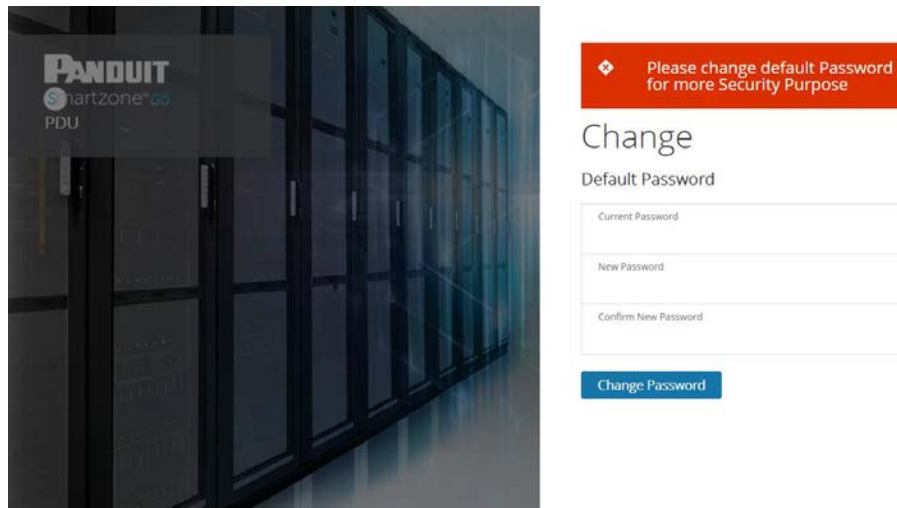 PANDUIT
Smartzone™ G5
PDU
Please change default Password
for more Security Purpose
Change
Default Password
Current Password
New Password
Confirm New Password
Change Password